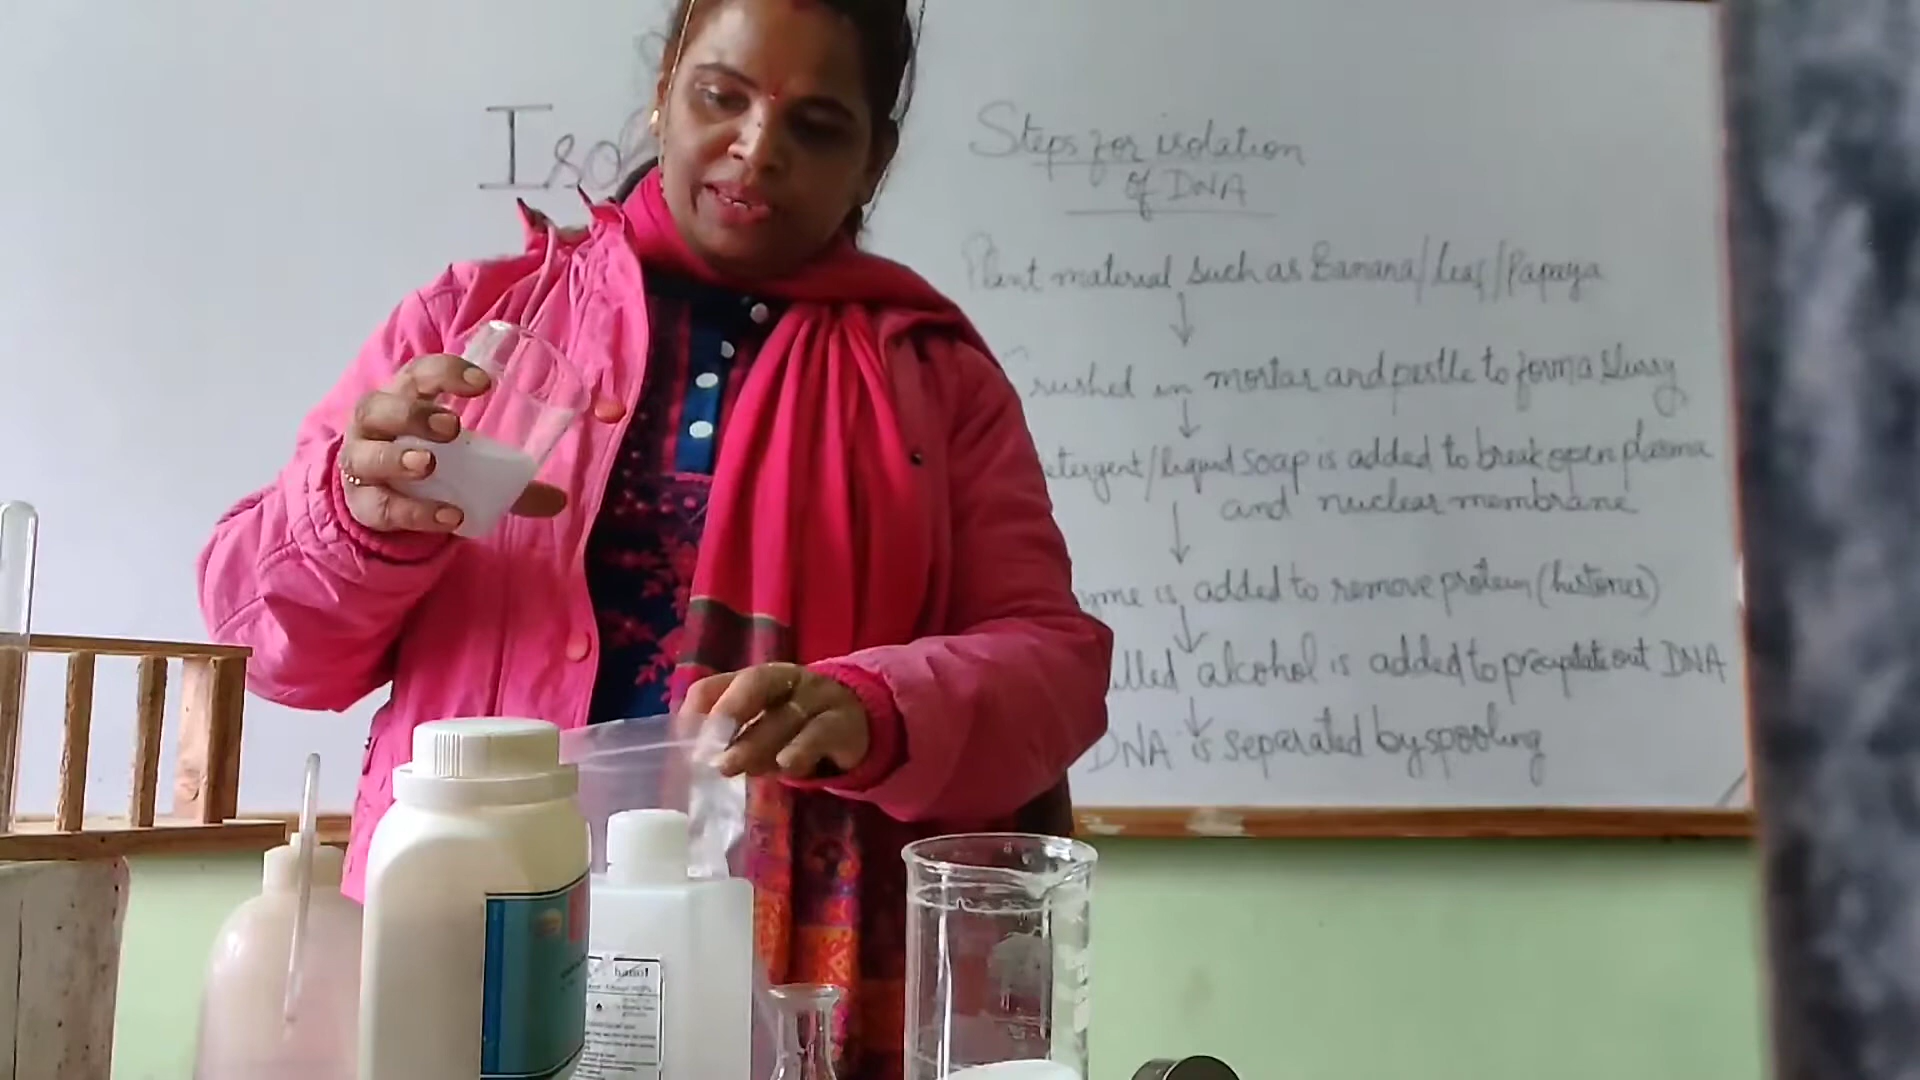 Iso
Steps for isolation
of DNA
Plant material such as Banana/leaf/Papaya
rushed in mortar and pestle to form a slurry
etergent/liquid soap is added to break open plasma
and nuclear membrane
yme is added to remove protein (histones)
illed alcohol is added to precipitate out DNA
DNA is separated by spooling
hanol